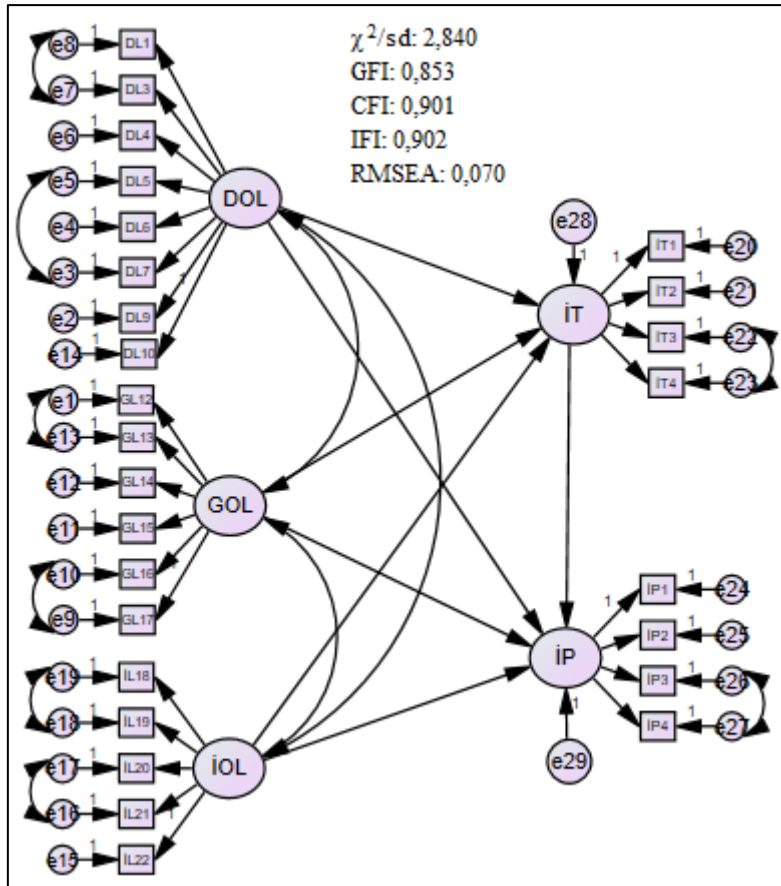 χ²/sd: 2,840
GFI: 0,853
CFI: 0,901
IFI: 0,902
RMSEA: 0,070
e8 1 DL1
e7 1 DL3
e6 1 DL4
e5 1 DL5
e4 1 DL6
e3 1 DL7
e2 1 DL9
1
e14 1 DL10
DOL
e1 1 GL12
e13 1 GL13
e12 1 GL14
e11 1 GL15
e10 1 GL16
e9 1 GL17
1
GOL
e19 1 İL18
e18 1 İL19
e17 1 İL20
e16 1 İL21
1
e15 1 İL22
İOL
e28
1
İT
1 İT1 1 e20
İT2 1 e21
İT3 1 e22
İT4 1 e23
İP
1 İP1 1 e24
İP2 1 e25
İP3 1 e26
İP4 1 e27
1
e29